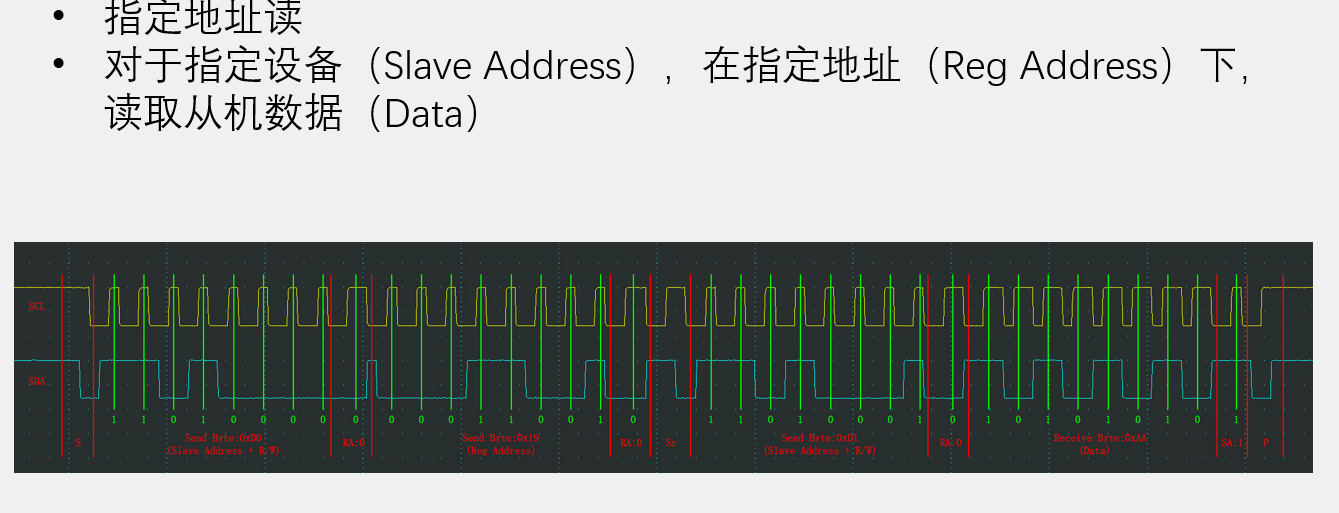 指定地址读
对于指定设备（Slave Address），在指定地址（Reg Address）下，
读取从机数据（Data）
SCL
SDA
1 1 0 1 0 0 0 0 0 0 0 0 1 1 0 0 1 0 1 1 0 1 0 0 0 1 0 1 0 1 0 1 0 1 0 1
S Send Byte:0xD0 RA:0 Send Byte:0x19 RA:0 Sr Send Byte:0xD1 RA:0 Receive Byte:0xAA SA:1 P
(Slave Address + R/W) (Reg Address) (Slave Address + R/W) (Data)